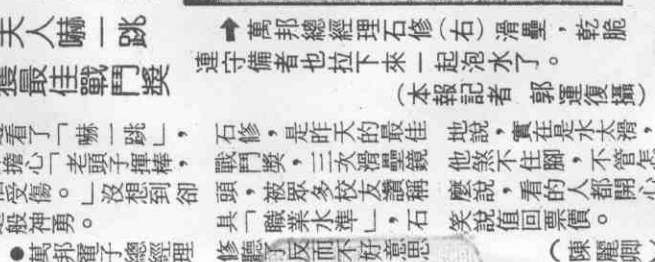 夫人嚇一跳
獲最佳戰鬥獎
➡萬邦總經理石修(右)滑壘，乾脆
連守備者也拉下來一起泡水了。
(本報記者 郭運復攝)
看了「嚇一跳」，
擔心「老頭子揮棒，
受傷。」沒想到卻
般神勇。
●萬邦電子總經理
石修，是昨天的最佳
戰鬥獎，三次滑壘鏡
頭，被眾多校友讚稱
具「職業水準」，石
修聽了反而不好意思
地說，實在是水太滑，
他煞不住腳，不管怎
麼說，看的人都開心
笑說值回票價。
(陳麗卿)